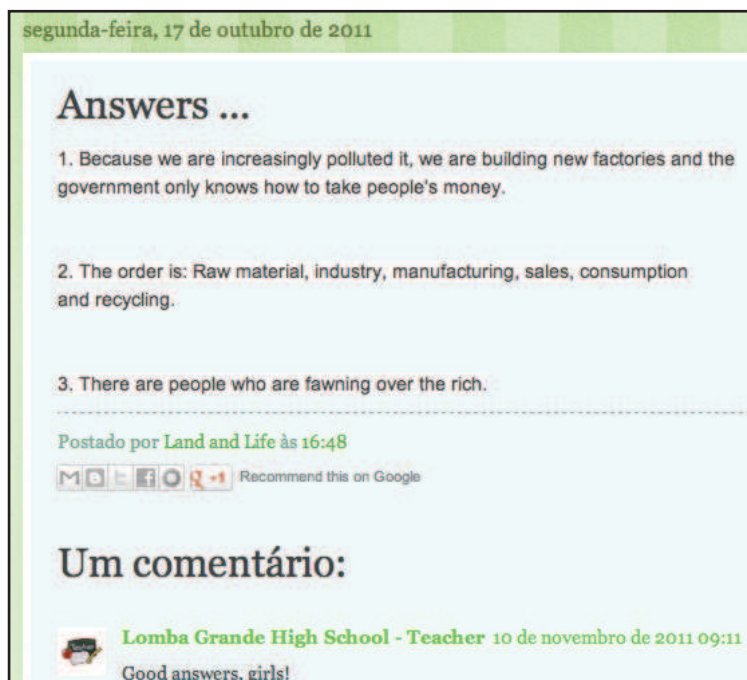 segunda-feira, 17 de outubro de 2011
Answers ...
1. Because we are increasingly polluted it, we are building new factories and the
government only knows how to take people's money.
2. The order is: Raw material, industry, manufacturing, sales, consumption
and recycling.
3. There are people who are fawning over the rich.
Postado por Land and Life às 16:48
+1 Recommend this on Google
Um comentário:
Lomba Grande High School - Teacher 10 de novembro de 2011 09:11
Good answers, girls!